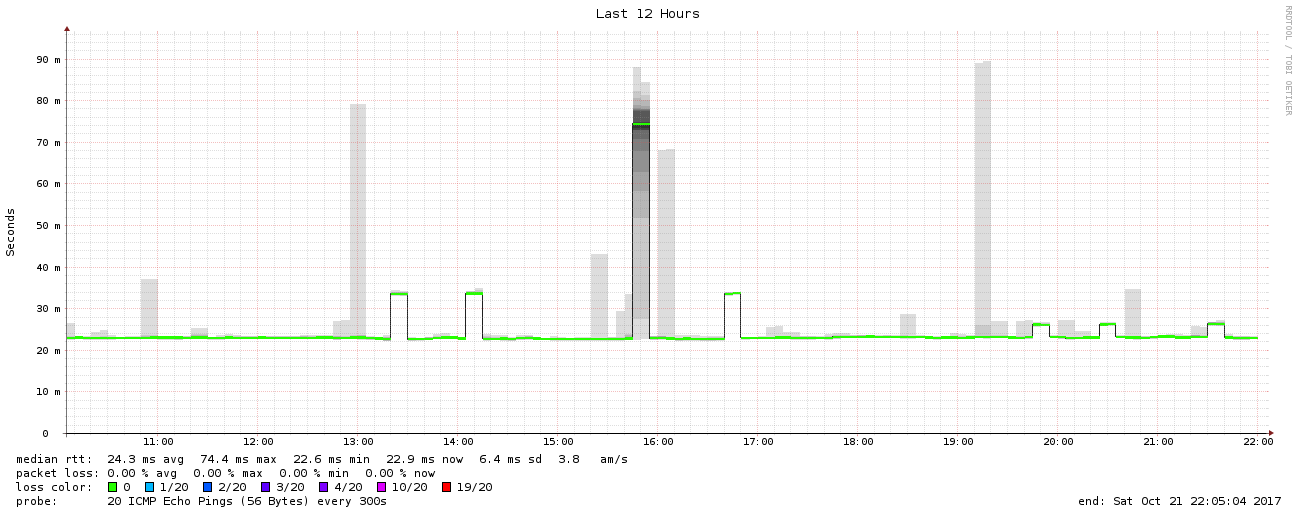 Last 12 Hours
RRDTOOL / TOBI OETIKER
Seconds
90 m
80 m
70 m
60 m
50 m
40 m
30 m
20 m
10 m
0
11:00 12:00 13:00 14:00 15:00 16:00 17:00 18:00 19:00 20:00 21:00 22:00
median rtt: 24.3 ms avg 74.4 ms max 22.6 ms min 22.9 ms now 6.4 ms sd 3.8 am/s
packet loss: 0.00 % avg 0.00 % max 0.00 % min 0.00 % now
loss color: 0 1/20 2/20 3/20 4/20 10/20 19/20
probe: 20 ICMP Echo Pings (56 Bytes) every 300s end: Sat Oct 21 22:05:04 2017